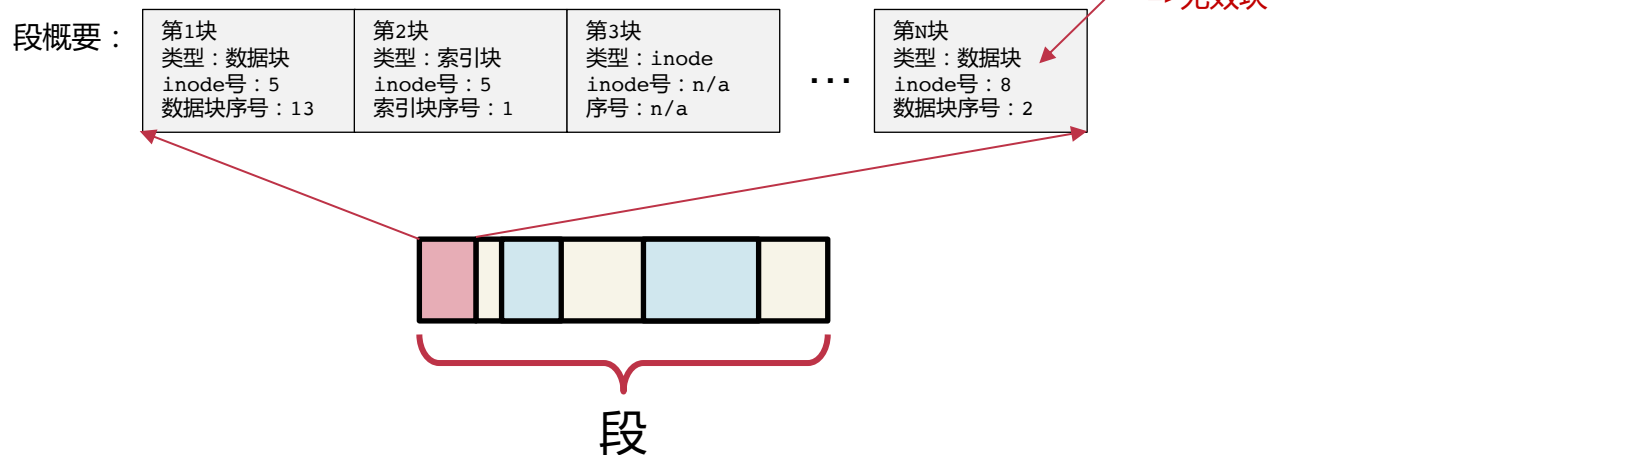 ->无效块
段概要：
第1块
类型：数据块
inode号：5
数据块序号：13
第2块
类型：索引块
inode号：5
索引块序号：1
第3块
类型：inode
inode号：n/a
序号：n/a
...
第N块
类型：数据块
inode号：8
数据块序号：2
段